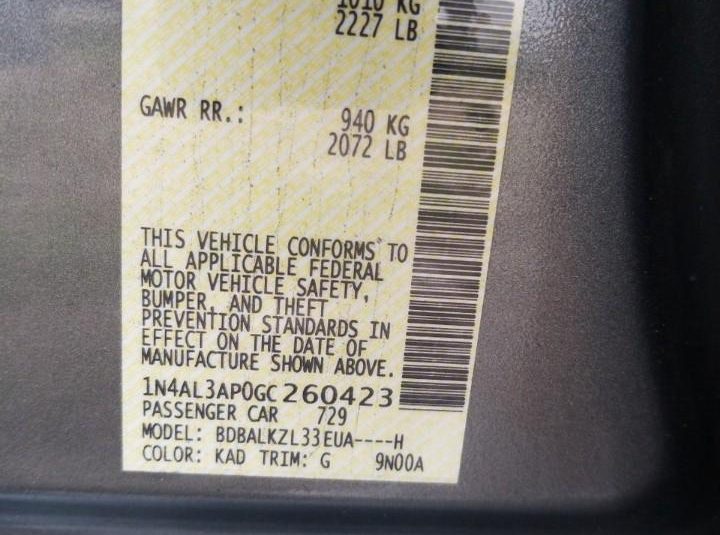 1010 KG
2227 LB
GAWR RR.: 940 KG
2072 LB
THIS VEHICLE CONFORMS TO
ALL APPLICABLE FEDERAL
MOTOR VEHICLE SAFETY,
BUMPER, AND THEFT
PREVENTION STANDARDS IN
EFFECT ON THE DATE OF
MANUFACTURE SHOWN ABOVE.
1N4AL3AP0GC260423
PASSENGER CAR 729
MODEL: BDBALKZL33EUA----H
COLOR: KAD TRIM: G 9N00A